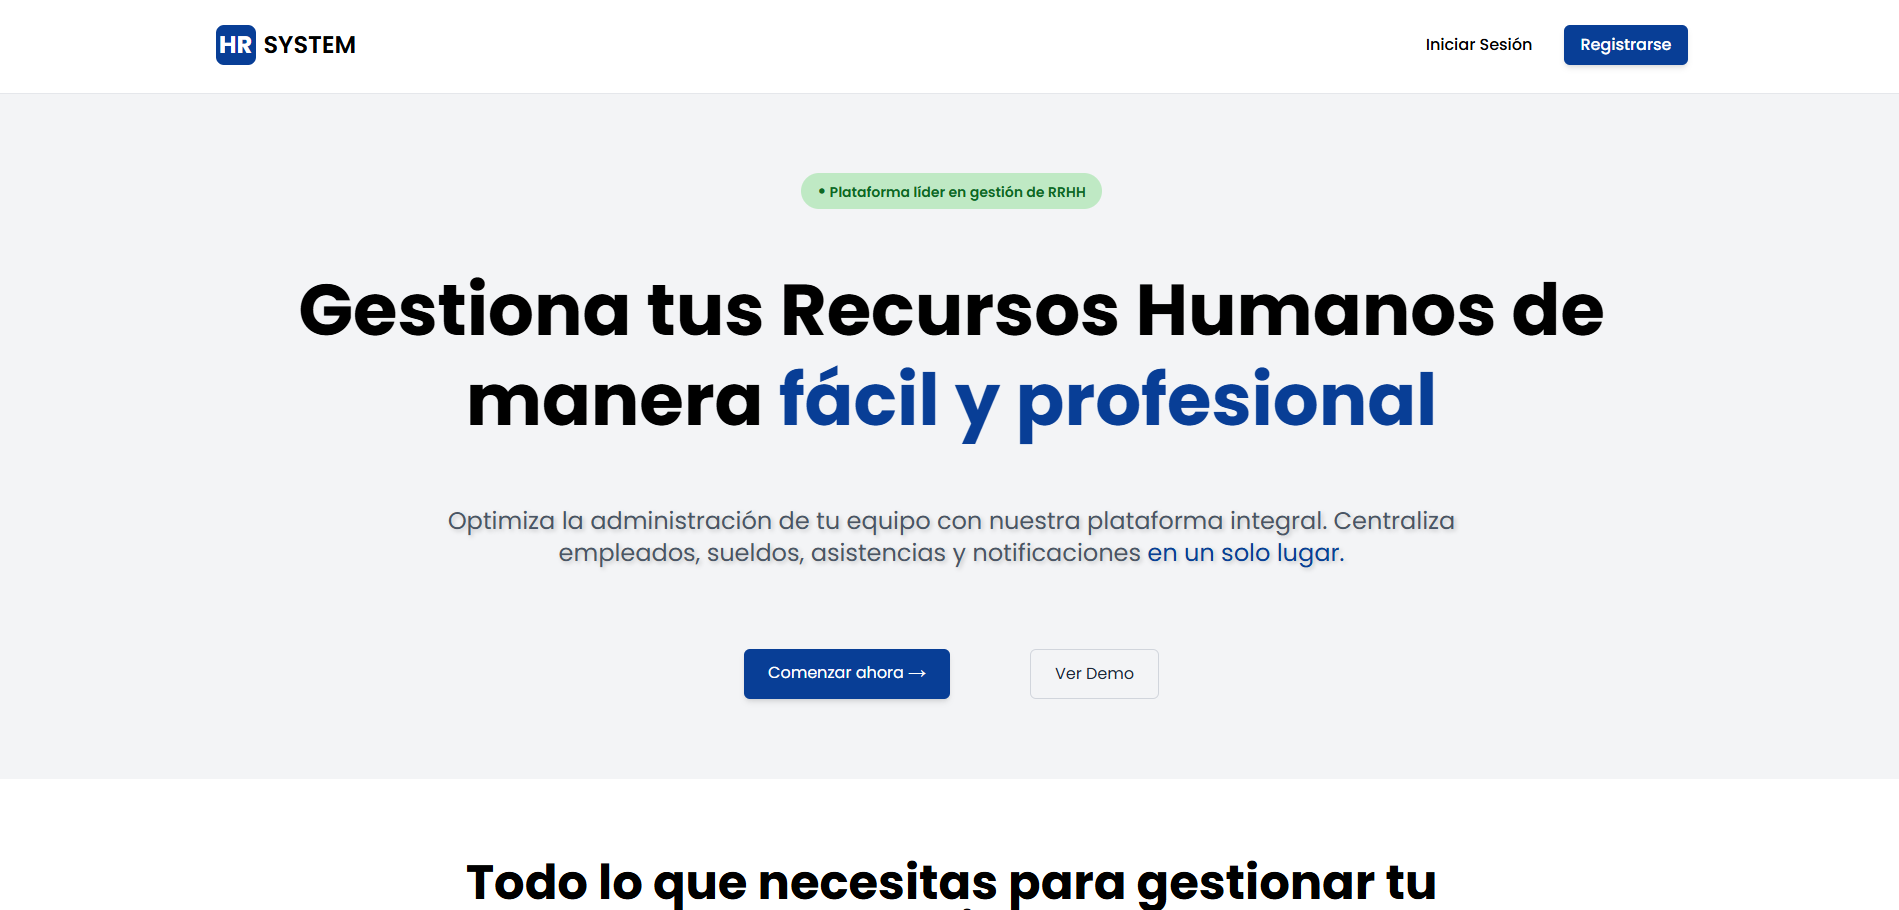 HR SYSTEM
Iniciar Sesión
Registrarse
• Plataforma líder en gestión de RRHH
Gestiona tus Recursos Humanos de
manera fácil y profesional
Optimiza la administración de tu equipo con nuestra plataforma integral. Centraliza
empleados, sueldos, asistencias y notificaciones en un solo lugar.
Comenzar ahora →
Ver Demo
Todo lo que necesitas para gestionar tu